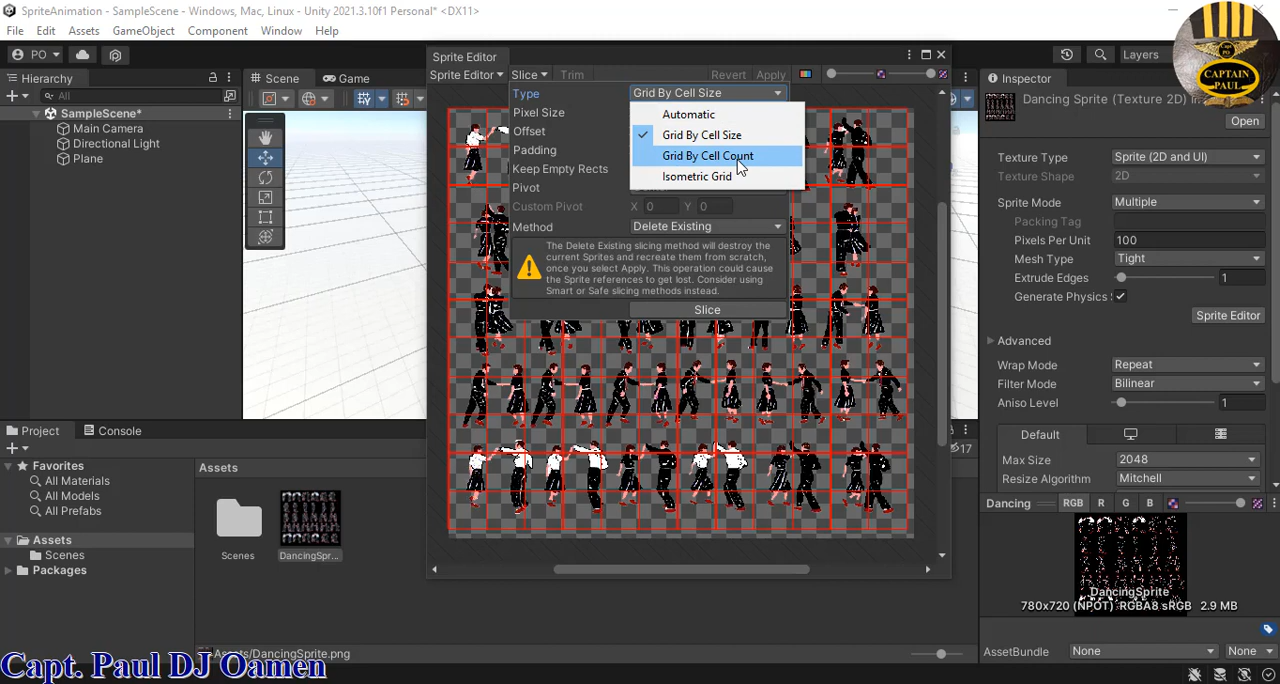 SpriteAnimation - SampleScene - Windows, Mac, Linux - Unity 2021.3.10f1 Personal* <DX11>
File Edit Assets GameObject Component Window Help
PO
Layers
CAPTAIN PAUL
Hierarchy
All
SampleScene*
Main Camera
Directional Light
Plane
Scene Game
Sprite Editor
Sprite Editor Slice Trim Revert Apply
Type Grid By Cell Size
Pixel Size
Offset
Padding
Keep Empty Rects
Pivot
Custom Pivot X 0 Y 0
Method Delete Existing
Automatic
Grid By Cell Size
Grid By Cell Count
Isometric Grid
The Delete Existing slicing method will destroy the
current Sprites and recreate them from scratch,
once you select Apply. This operation could cause
the Sprite references to get lost. Consider using
Smart or Safe slicing methods instead.
Slice
Inspector
Dancing Sprite (Texture 2D) I
Open
Texture Type Sprite (2D and UI)
Texture Shape 2D
Sprite Mode Multiple
Packing Tag
Pixels Per Unit 100
Mesh Type Tight
Extrude Edges 1
Generate Physics S
Sprite Editor
Advanced
Wrap Mode Repeat
Filter Mode Bilinear
Aniso Level 1
Default
Max Size 2048
Resize Algorithm Mitchell
Dancing RGB R G B
DancingSprite
780x720 (NPOT) RGBA8 sRGB 2.9 MB
AssetBundle None None
Project Console
17
Favorites
All Materials
All Models
All Prefabs
Assets
Scenes
Packages
Assets
Scenes DancingSpr...
Assets/DancingSprite.png
Capt. Paul DJ Oamen